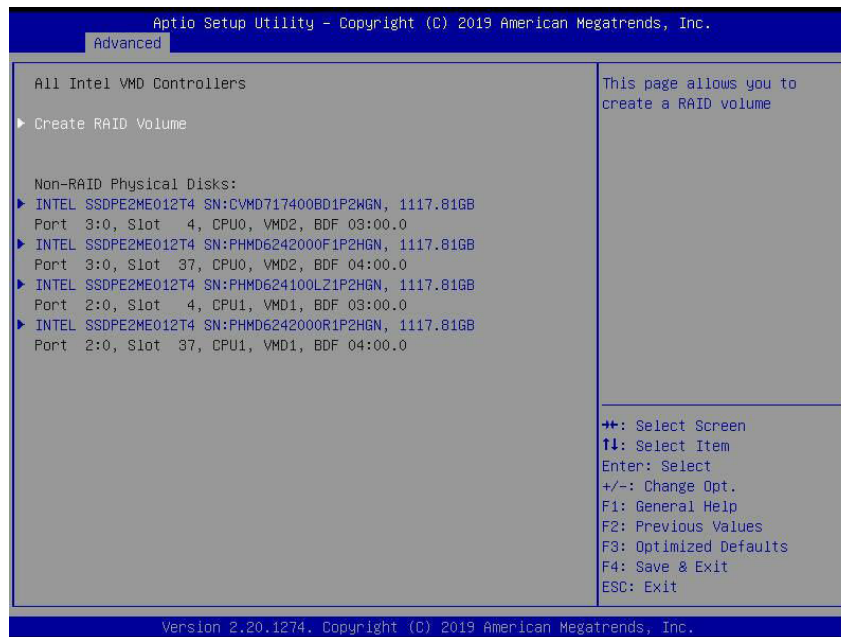 Aptio Setup Utility – Copyright (C) 2019 American Megatrends, Inc.
Advanced
All Intel VMD Controllers
Create RAID Volume
Non-RAID Physical Disks:
INTEL SSDPE2ME012T4 SN:CVMD717400BD1P2WGN, 1117.81GB
Port 3:0, Slot 4, CPU0, VMD2, BDF 03:00.0
INTEL SSDPE2ME012T4 SN:PHMD6242000F1P2HGN, 1117.81GB
Port 3:0, Slot 37, CPU0, VMD2, BDF 04:00.0
INTEL SSDPE2ME012T4 SN:PHMD624100LZ1P2HGN, 1117.81GB
Port 2:0, Slot 4, CPU1, VMD1, BDF 03:00.0
INTEL SSDPE2ME012T4 SN:PHMD6242000R1P2HGN, 1117.81GB
Port 2:0, Slot 37, CPU1, VMD1, BDF 04:00.0
This page allows you to
create a RAID volume
→←: Select Screen
↑↓: Select Item
Enter: Select
+/-: Change Opt.
F1: General Help
F2: Previous Values
F3: Optimized Defaults
F4: Save & Exit
ESC: Exit
Version 2.20.1274. Copyright (C) 2019 American Megatrends, Inc.